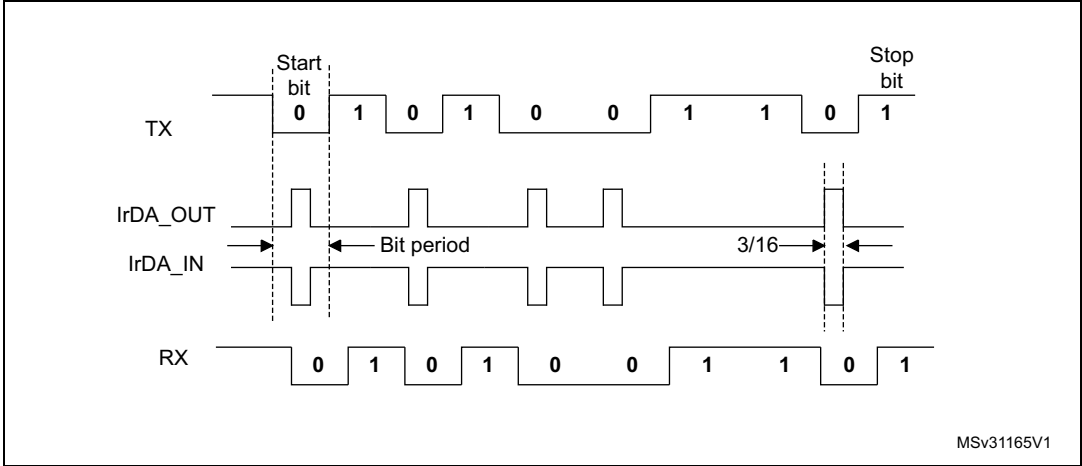 Start bit
Stop bit
TX
0 1 0 1 0 0 1 1 0 1
IrDA_OUT
Bit period
3/16
IrDA_IN
RX
0 1 0 1 0 0 1 1 0 1
MSv31165V1